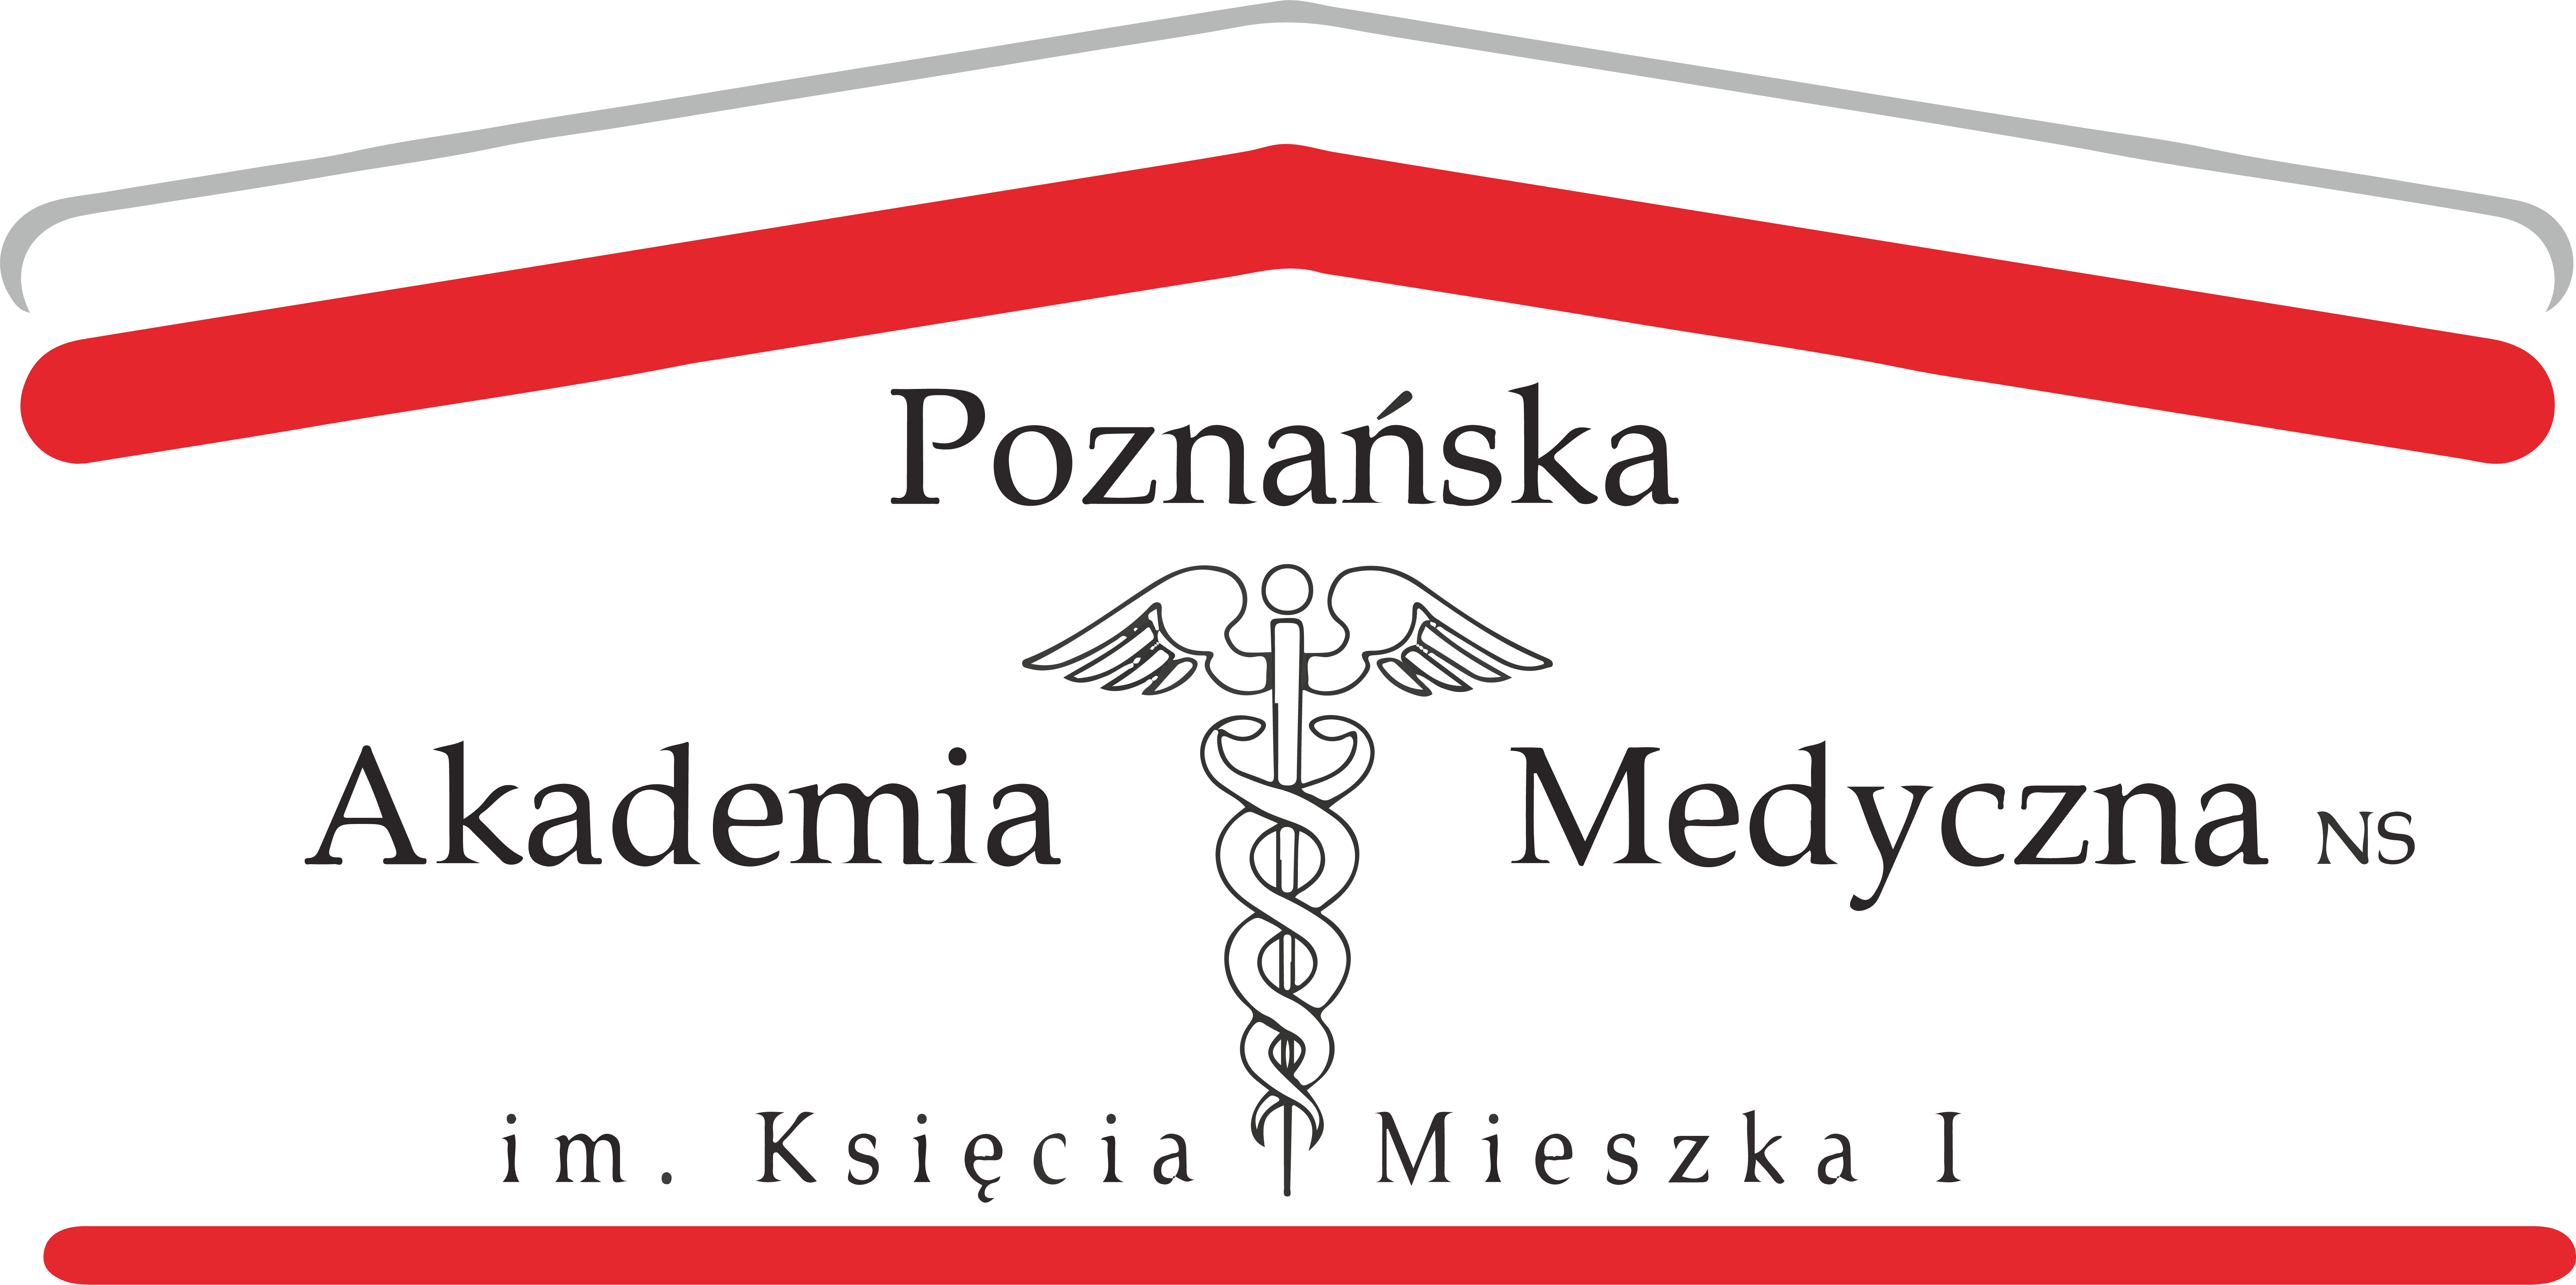 Poznańska
Akademia Medyczna NS
im. Księcia Mieszka I